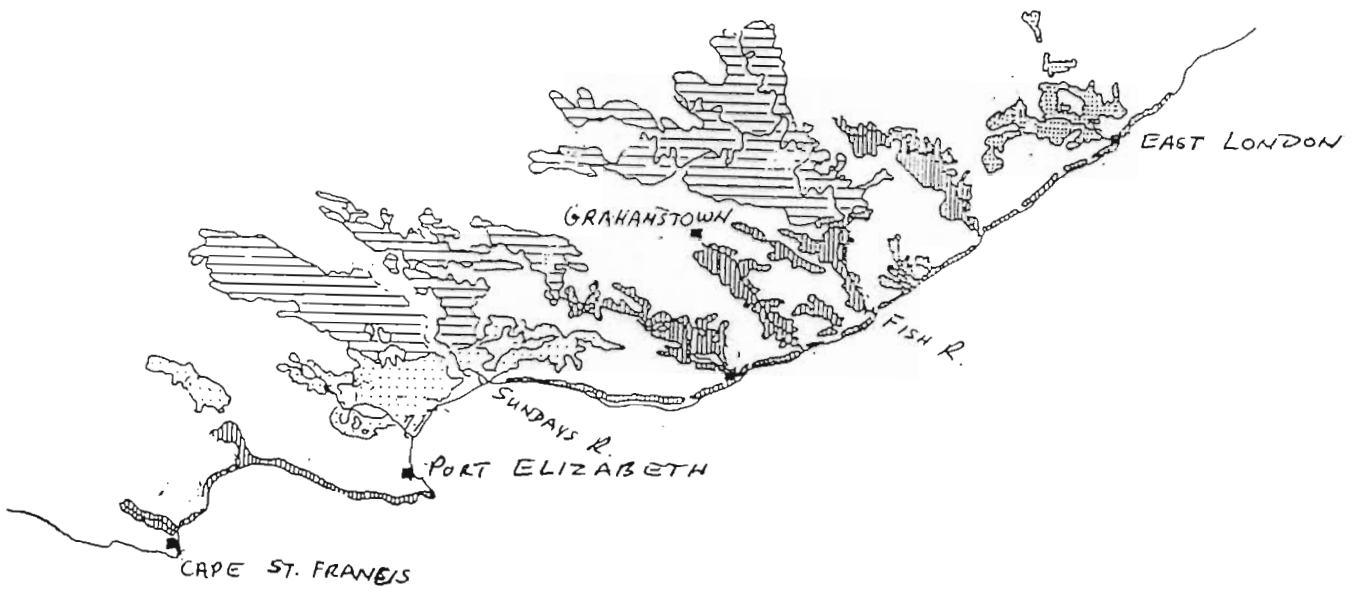 EAST LONDON
GRAHAMSTOWN
FISH R.
SUNDAYS R.
PORT ELIZABETH
CAPE ST. FRANCIS